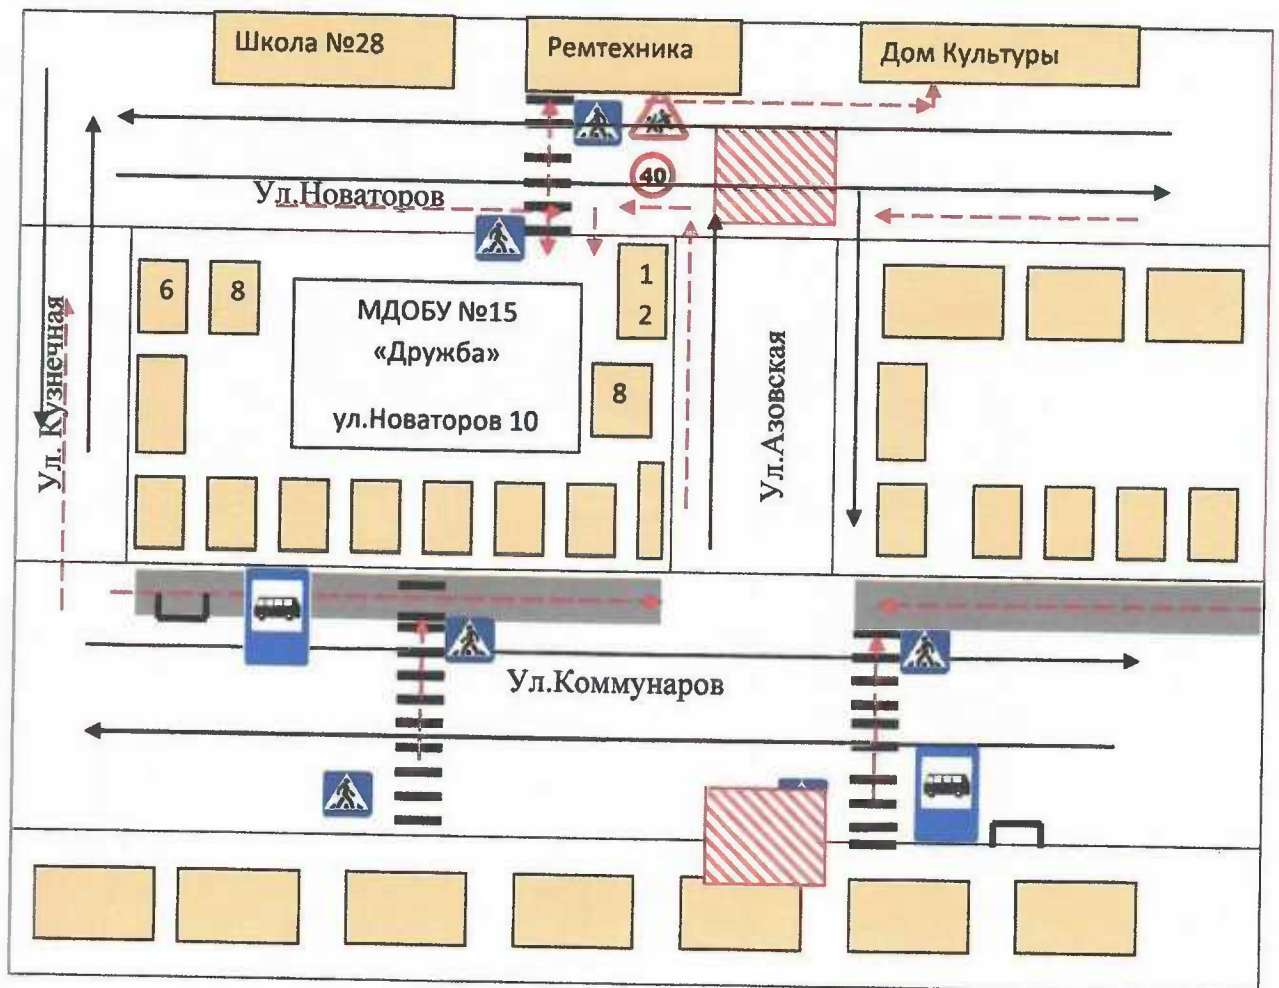 Школа №28
Ремтехника
Дом Культуры
40
Ул.Новаторов
6
8
МДОБУ №15
«Дружба»
ул.Новаторов 10
1
2
8
Ул. Кузнечная
Ул.Азовская
Ул.Коммунаров